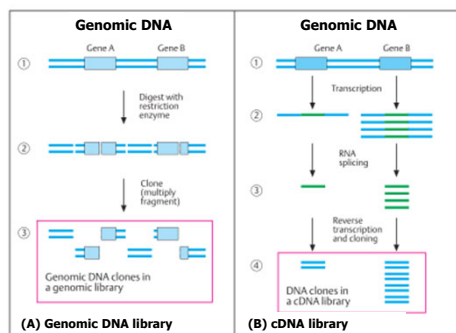 Genomic DNA
Gene A Gene B
①
Digest with
restriction
enzyme
②
Clone
(multiply
fragment)
③
Genomic DNA clones in
a genomic library
(A) Genomic DNA library
Genomic DNA
Gene A Gene B
①
Transcription
②
RNA
splicing
③
Reverse
transcription
and cloning
④
DNA clones in
a cDNA library
(B) cDNA library